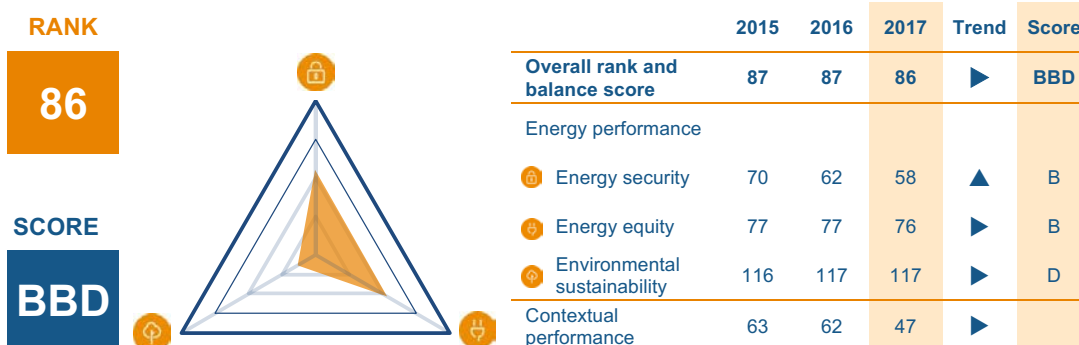 RANK
86
SCORE
BBD
2015 2016 2017 Trend Score
Overall rank and
balance score 87 87 86 BBD
Energy performance
Energy security 70 62 58 B
Energy equity 77 77 76 B
Environmental
sustainability 116 117 117 D
Contextual
performance 63 62 47